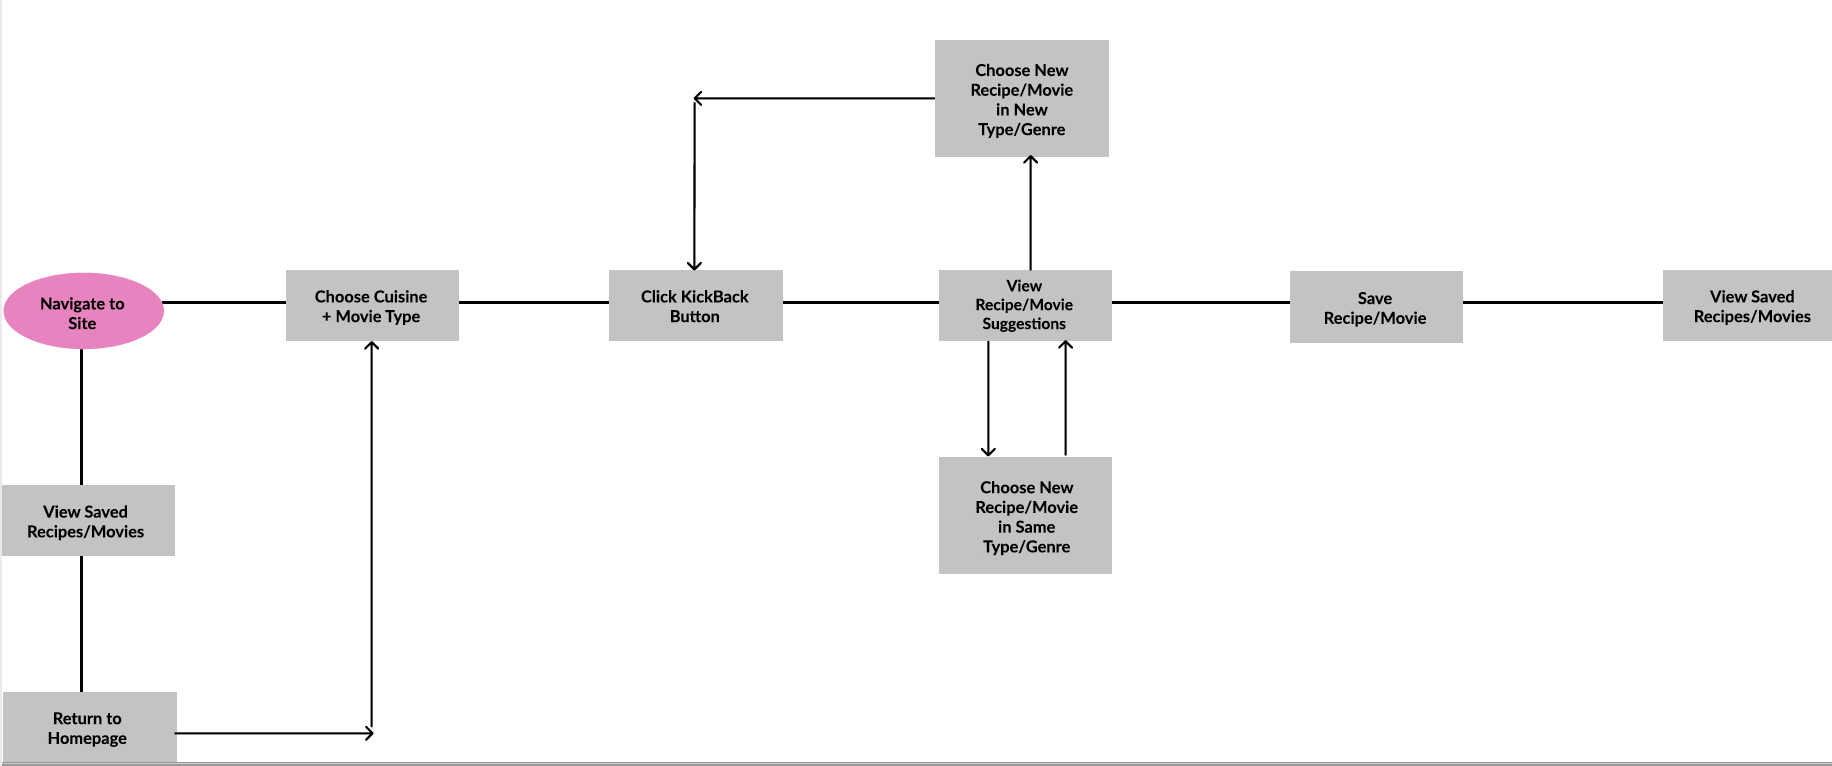 Choose New
Recipe/Movie
in New
Type/Genre
Navigate to
Site
Choose Cuisine
+ Movie Type
Click KickBack
Button
View
Recipe/Movie
Suggestions
Save
Recipe/Movie
View Saved
Recipes/Movies
View Saved
Recipes/Movies
Choose New
Recipe/Movie
in Same
Type/Genre
Return to
Homepage